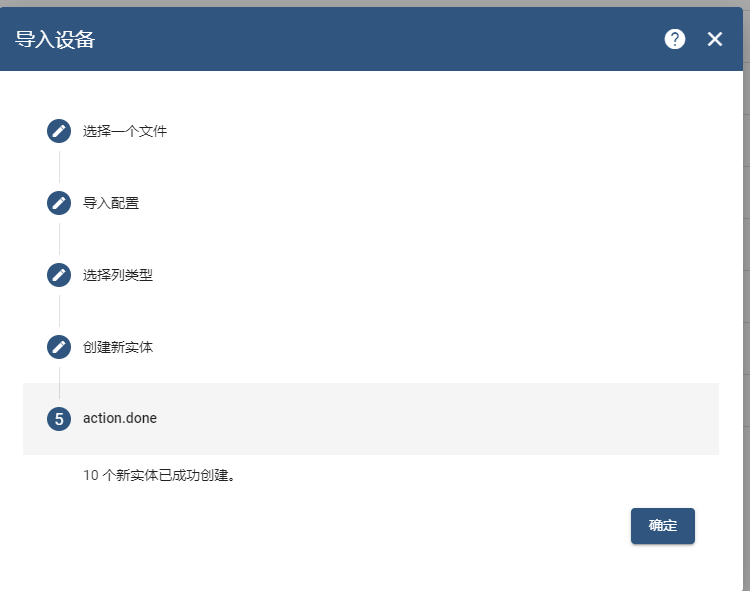 导入设备
?
选择一个文件
导入配置
选择列类型
创建新实体
5 action.done
10 个新实体已成功创建。
确定